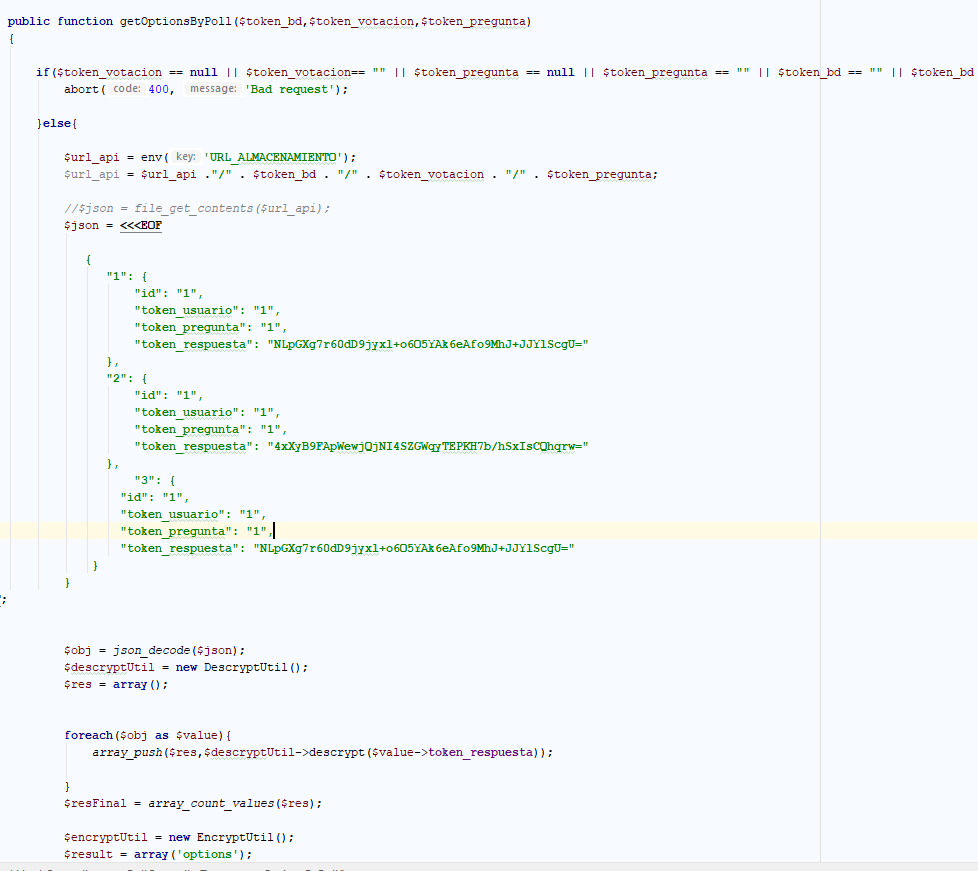 public function getOptionsByPoll($token_bd,$token_votacion,$token_pregunta)
{
if($token_votacion == null || $token_votacion== "" || $token_pregunta == null || $token_pregunta == "" || $token_bd == "" || $token_bd
abort( code: 400, message: 'Bad request');
}else{
$url_api = env( key: 'URL_ALMACENAMIENTO');
$url_api = $url_api ."/" . $token_bd . "/" . $token_votacion . "/" . $token_pregunta;
//$json = file_get_contents($url_api);
$json = <<<EOF
{
"1": {
"id": "1",
"token_usuario": "1",
"token_pregunta": "1",
"token_respuesta": "NLpGXg7r60dD9jyxl+o6O5YAk6eAfo9MhJ+JJYlScgU="
},
"2": {
"id": "1",
"token_usuario": "1",
"token_pregunta": "1",
"token_respuesta": "4xXyB9FApWewjQjNI4SZGWqyTEPKH7b/hSxIsCQhqrw="
},
"3": {
"id": "1",
"token_usuario": "1",
"token_pregunta": "1",
"token_respuesta": "NLpGXg7r60dD9jyxl+o6O5YAk6eAfo9MhJ+JJYlScgU="
}
}
;
$obj = json_decode($json);
$descryptUtil = new DescryptUtil();
$res = array();
foreach($obj as $value){
array_push($res,$descryptUtil->descrypt($value->token_respuesta));
}
$resFinal = array_count_values($res);
$encryptUtil = new EncryptUtil();
$result = array('options');